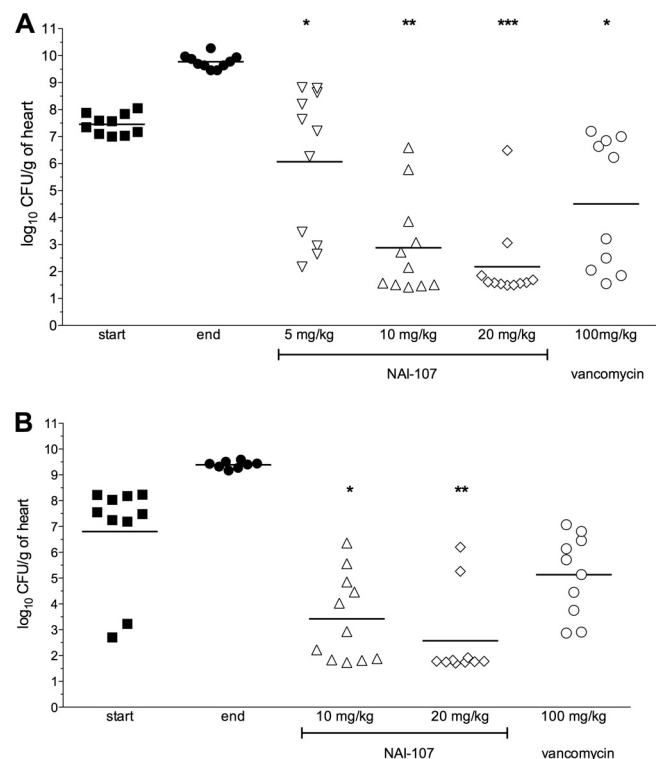 A
* ** *** *
11
10
9
8
7
6
5
4
3
2
1
0
log10 CFU/g of heart
start end 5 mg/kg 10 mg/kg 20 mg/kg 100mg/kg
NAI-107 vancomycin
B
* **
11
10
9
8
7
6
5
4
3
2
1
0
log10 CFU/g of heart
start end 10 mg/kg 20 mg/kg 100 mg/kg
NAI-107 vancomycin